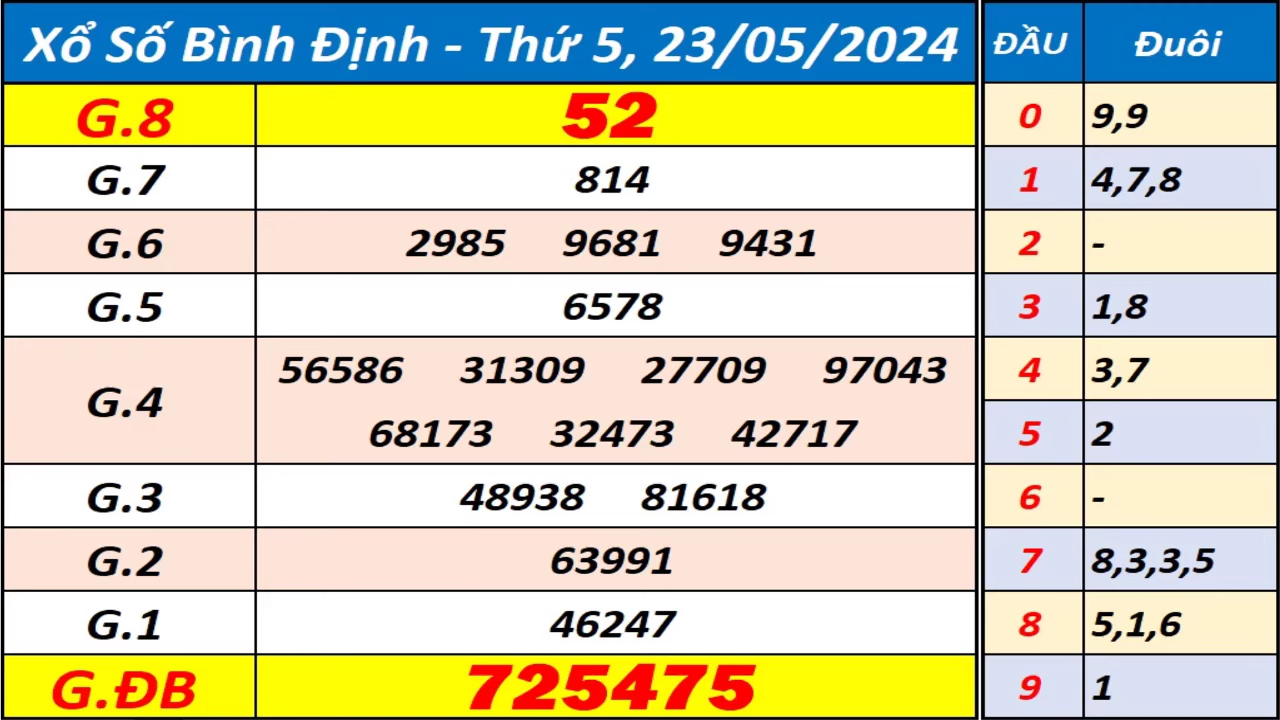 Xổ Số Bình Định - Thứ 5, 23/05/2024
G.8 52
G.7 814
G.6 2985 9681 9431
G.5 6578
G.4 56586 31309 27709 97043
68173 32473 42717
G.3 48938 81618
G.2 63991
G.1 46247
G.ĐB 725475
ĐẦU Đuôi
0 9,9
1 4,7,8
2 -
3 1,8
4 3,7
5 2
6 -
7 8,3,3,5
8 5,1,6
9 1